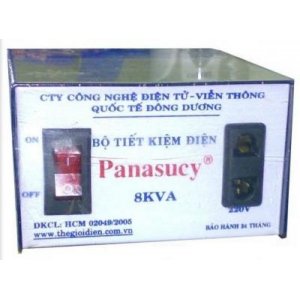 CTY CÔNG NGHỆ ĐIỆN TỬ-VIỄN THÔNG
QUỐC TẾ ĐÔNG DƯƠNG
ON
BỘ TIẾT KIỆM ĐIỆN
Panasucy®
8KVA
OFF
220V
DKCL: HCM 02049/2005
www.thegioidien.com.vn
BẢO HÀNH 24 THÁNG